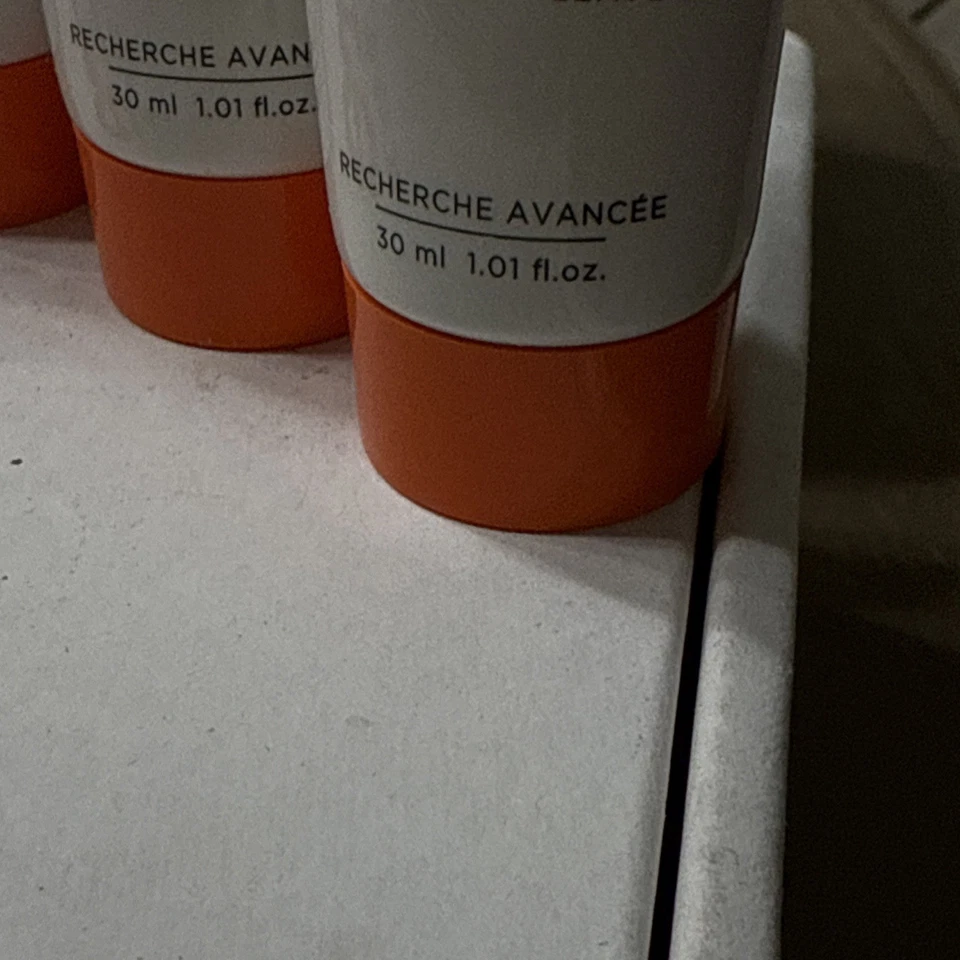 RECHERCHE AVAN
30 ml 1.01 fl.oz.
RECHERCHE AVANCÉE
30 ml 1.01 fl.oz.